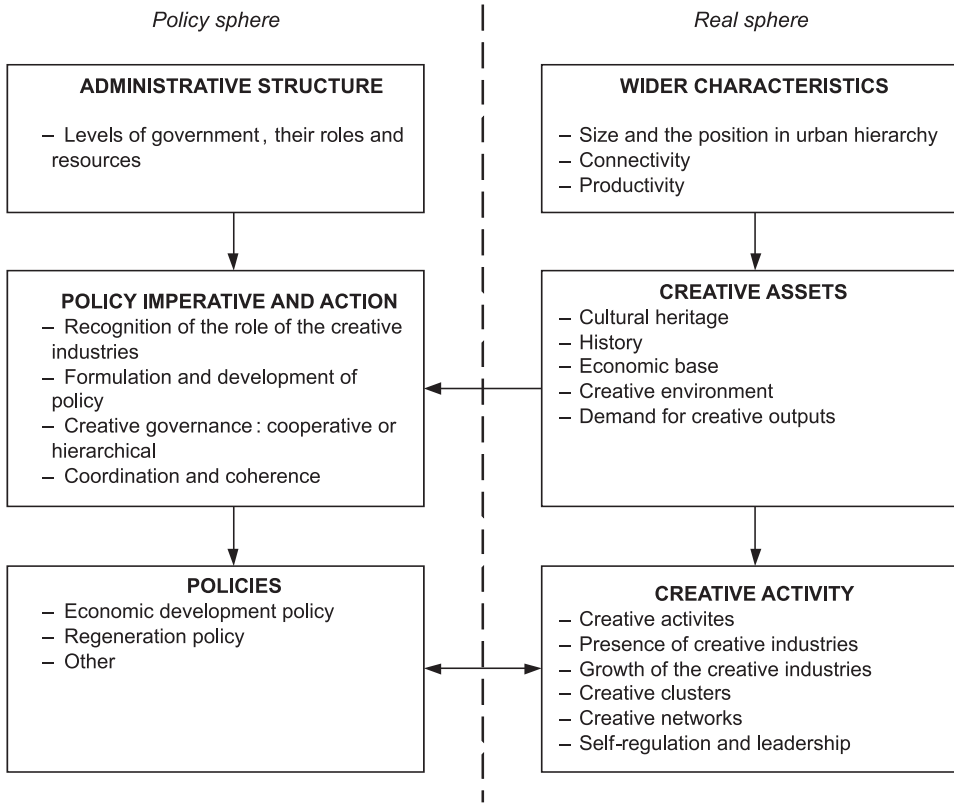 Policy sphere
ADMINISTRATIVE STRUCTURE
– Levels of government, their roles and
resources
POLICY IMPERATIVE AND ACTION
– Recognition of the role of the creative
industries
– Formulation and development of
policy
– Creative governance: cooperative or
hierarchical
– Coordination and coherence
POLICIES
– Economic development policy
– Regeneration policy
– Other
Real sphere
WIDER CHARACTERISTICS
– Size and the position in urban hierarchy
– Connectivity
– Productivity
CREATIVE ASSETS
– Cultural heritage
– History
– Economic base
– Creative environment
– Demand for creative outputs
CREATIVE ACTIVITY
– Creative activites
– Presence of creative industries
– Growth of the creative industries
– Creative clusters
– Creative networks
– Self-regulation and leadership